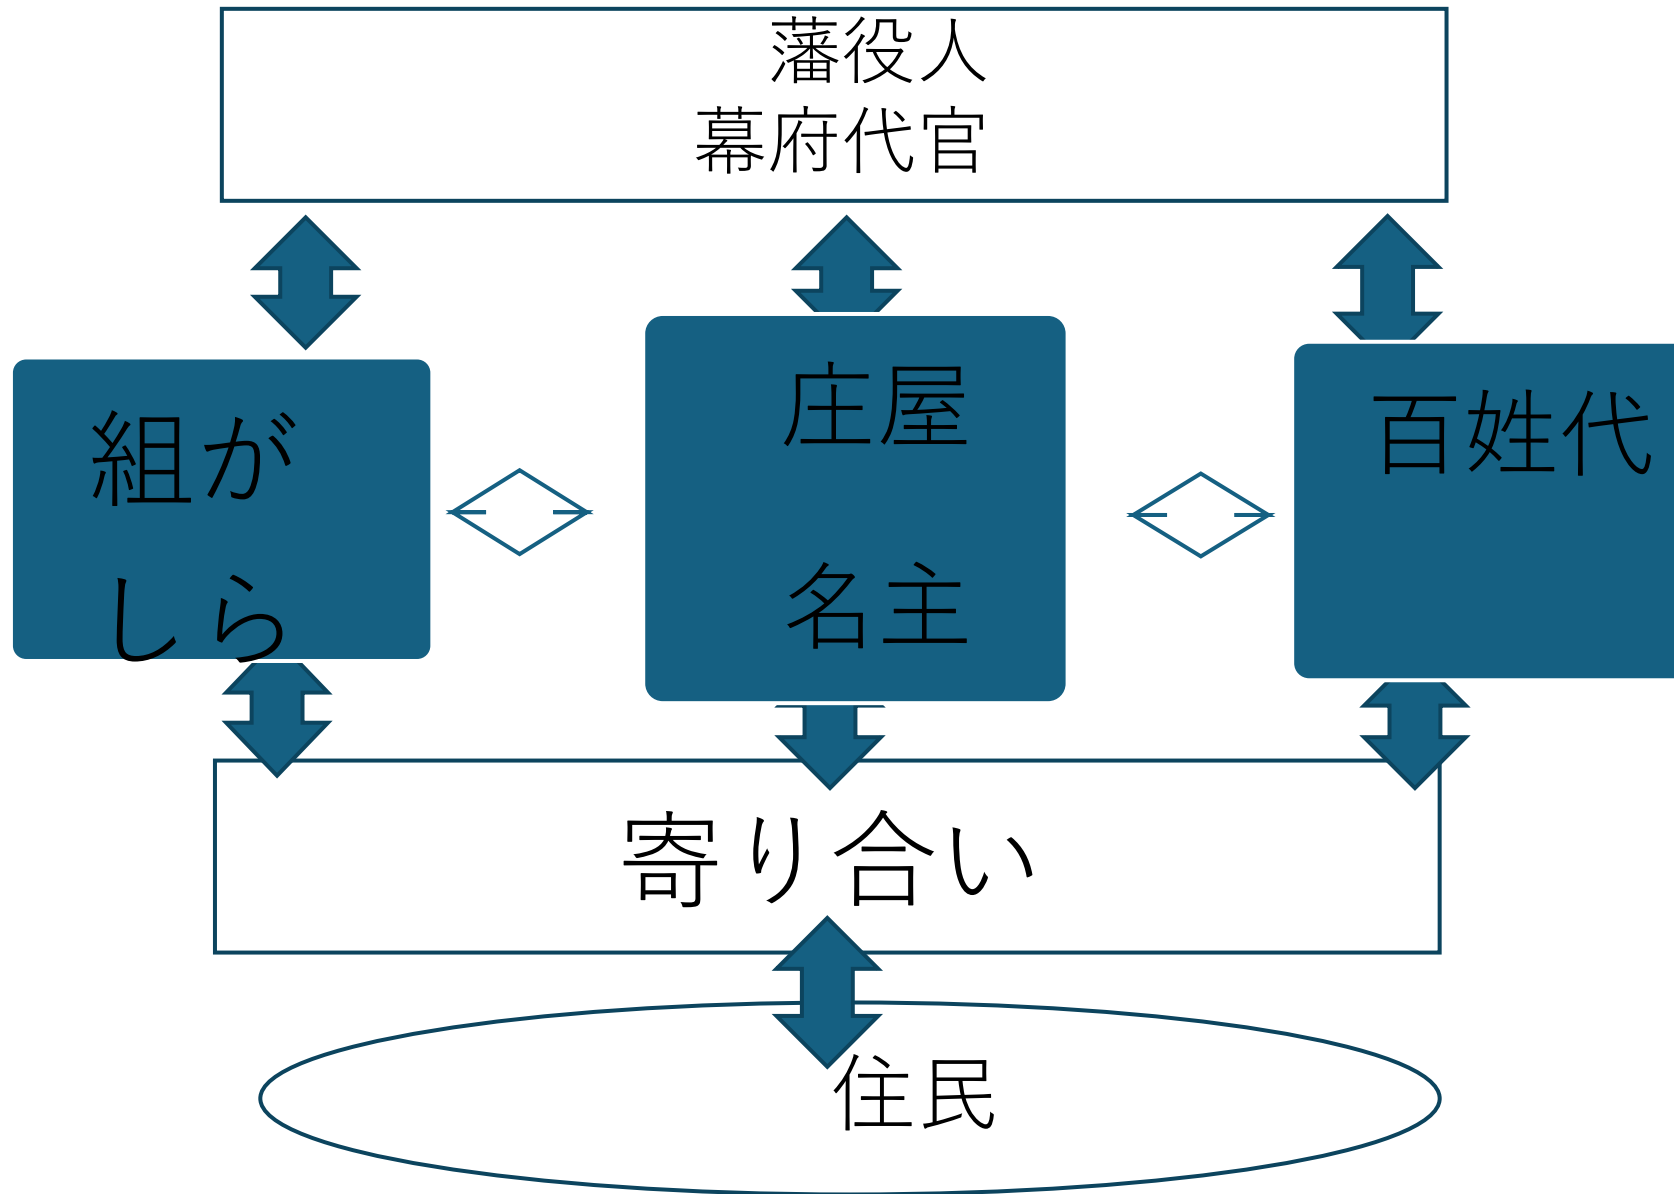 藩役人
幕府代官
組が
しら
庄屋
名主
百姓代
寄り合い
住民